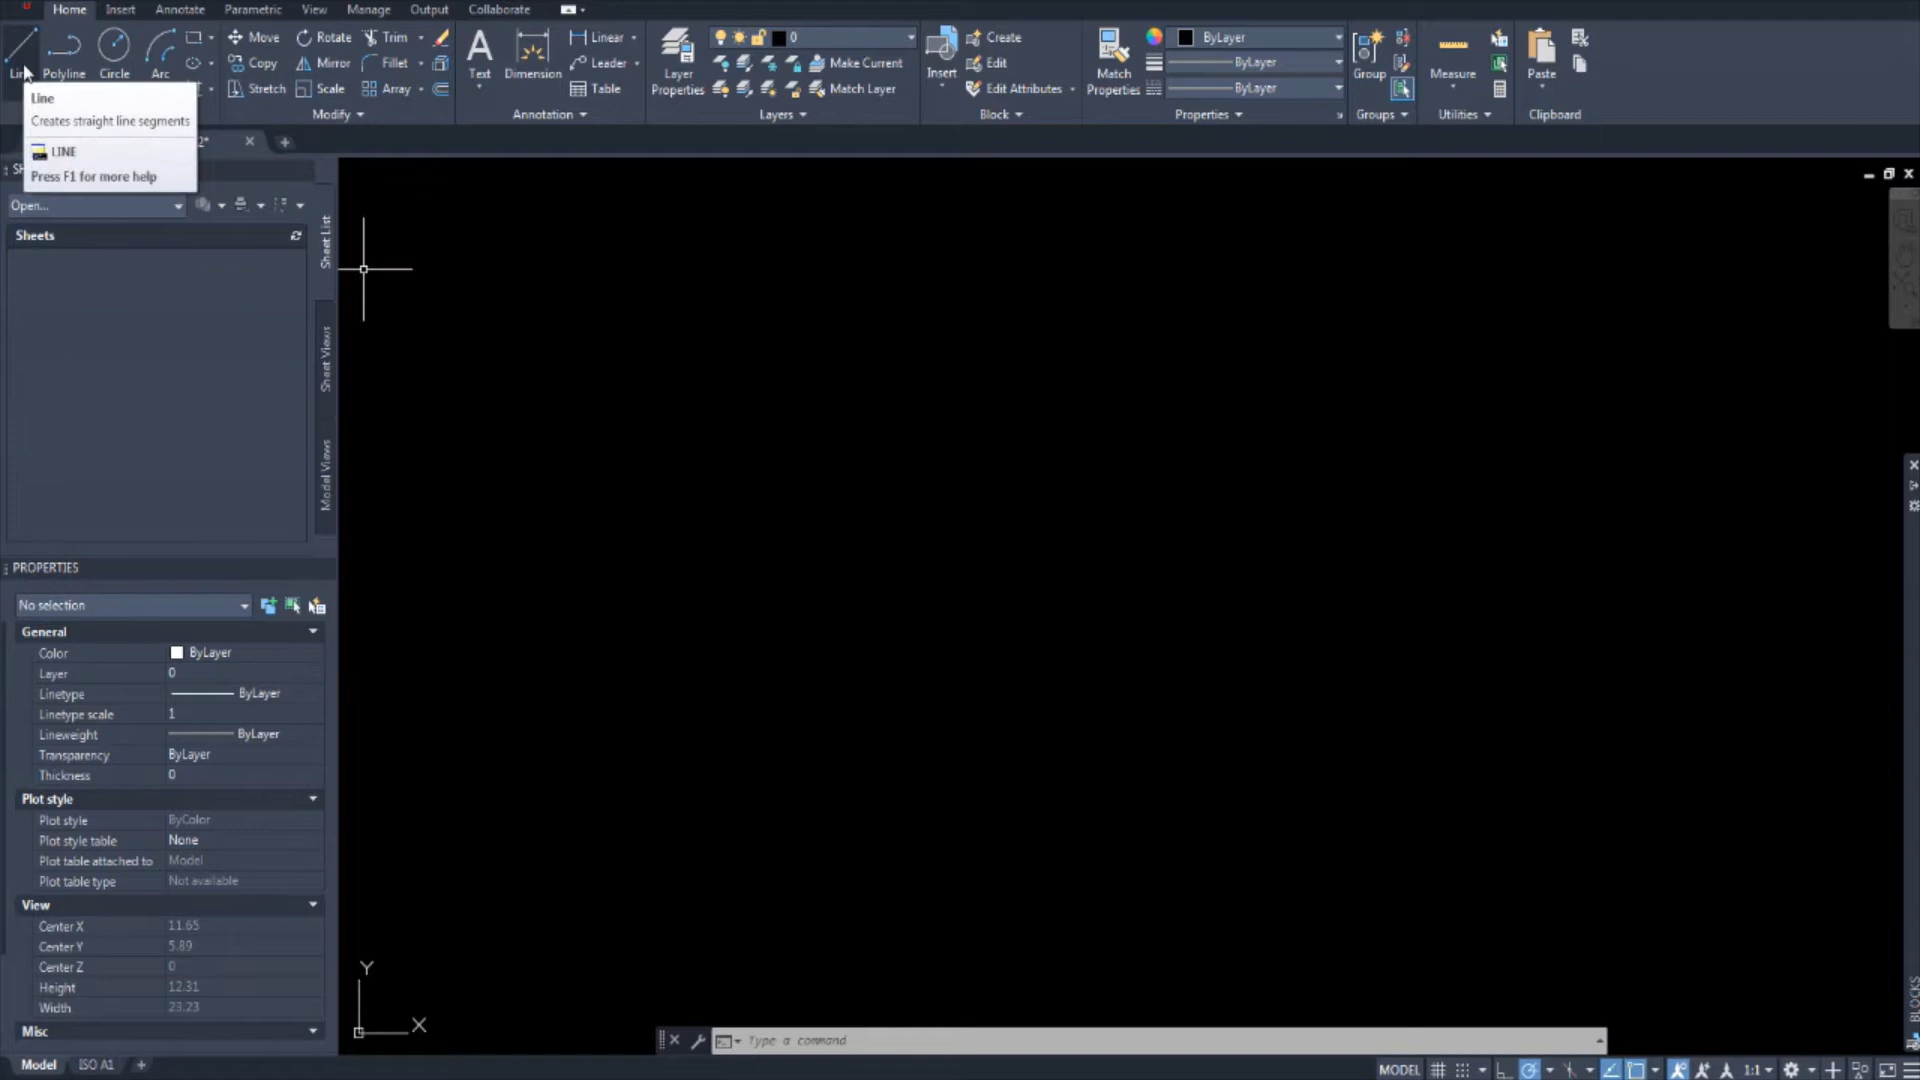 Home Insert Annotate Parametric View Manage Output Collaborate
Move Rotate Trim Linear 0 Create ByLayer
Copy Mirror Fillet Leader Make Current Edit ByLayer
Polyline Circle Arc Text Dimension Layer Properties Insert Match Properties Group Measure Paste
Stretch Scale Array Table Match Layer Edit Attributes ByLayer
Modify Annotation Layers Block Properties Groups Utilities Clipboard
Line
Creates straight line segments
LINE
Press F1 for more help
2*
Open...
Sheets
Sheet List
Sheet Views
Model Views
PROPERTIES
No selection
General
Color ByLayer
Layer 0
Linetype ByLayer
Linetype scale 1
Lineweight ByLayer
Transparency ByLayer
Thickness 0
Plot style
Plot style ByColor
Plot style table None
Plot table attached to Model
Plot table type Not available
View
Center X 11.65
Center Y 5.89
Center Z 0
Height 12.31
Width 23.23
Misc
Y
X
Type a command
BLOCKS
Model ISO A1
MODEL 1:1